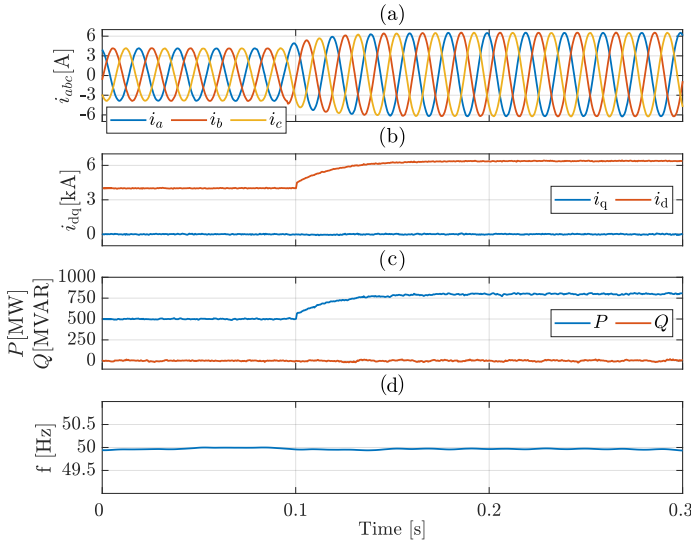 (a)
6
3
0
-3
-6
i_abc[A]
i_a i_b i_c
(b)
6
3
0
i_dq[kA]
i_q i_d
(c)
1000
750
500
250
0
P[MW]
Q[MVAR]
P Q
(d)
50.5
50
49.5
f [Hz]
0 0.1 0.2 0.3
Time [s]